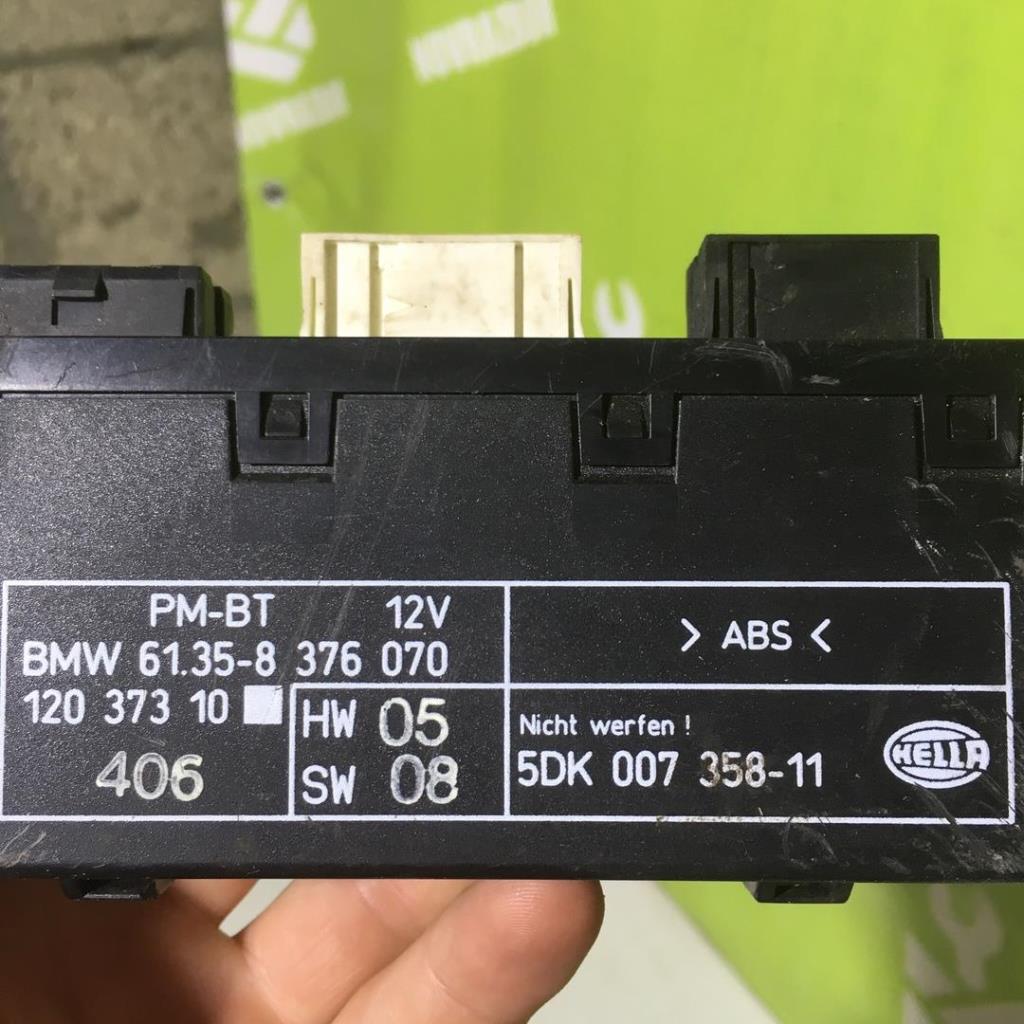 PM-BT 12V
BMW 61.35-8 376 070
120 373 10
406
HW 05
SW 08
> ABS <
Nicht werfen !
5DK 007 358-11
HELLA